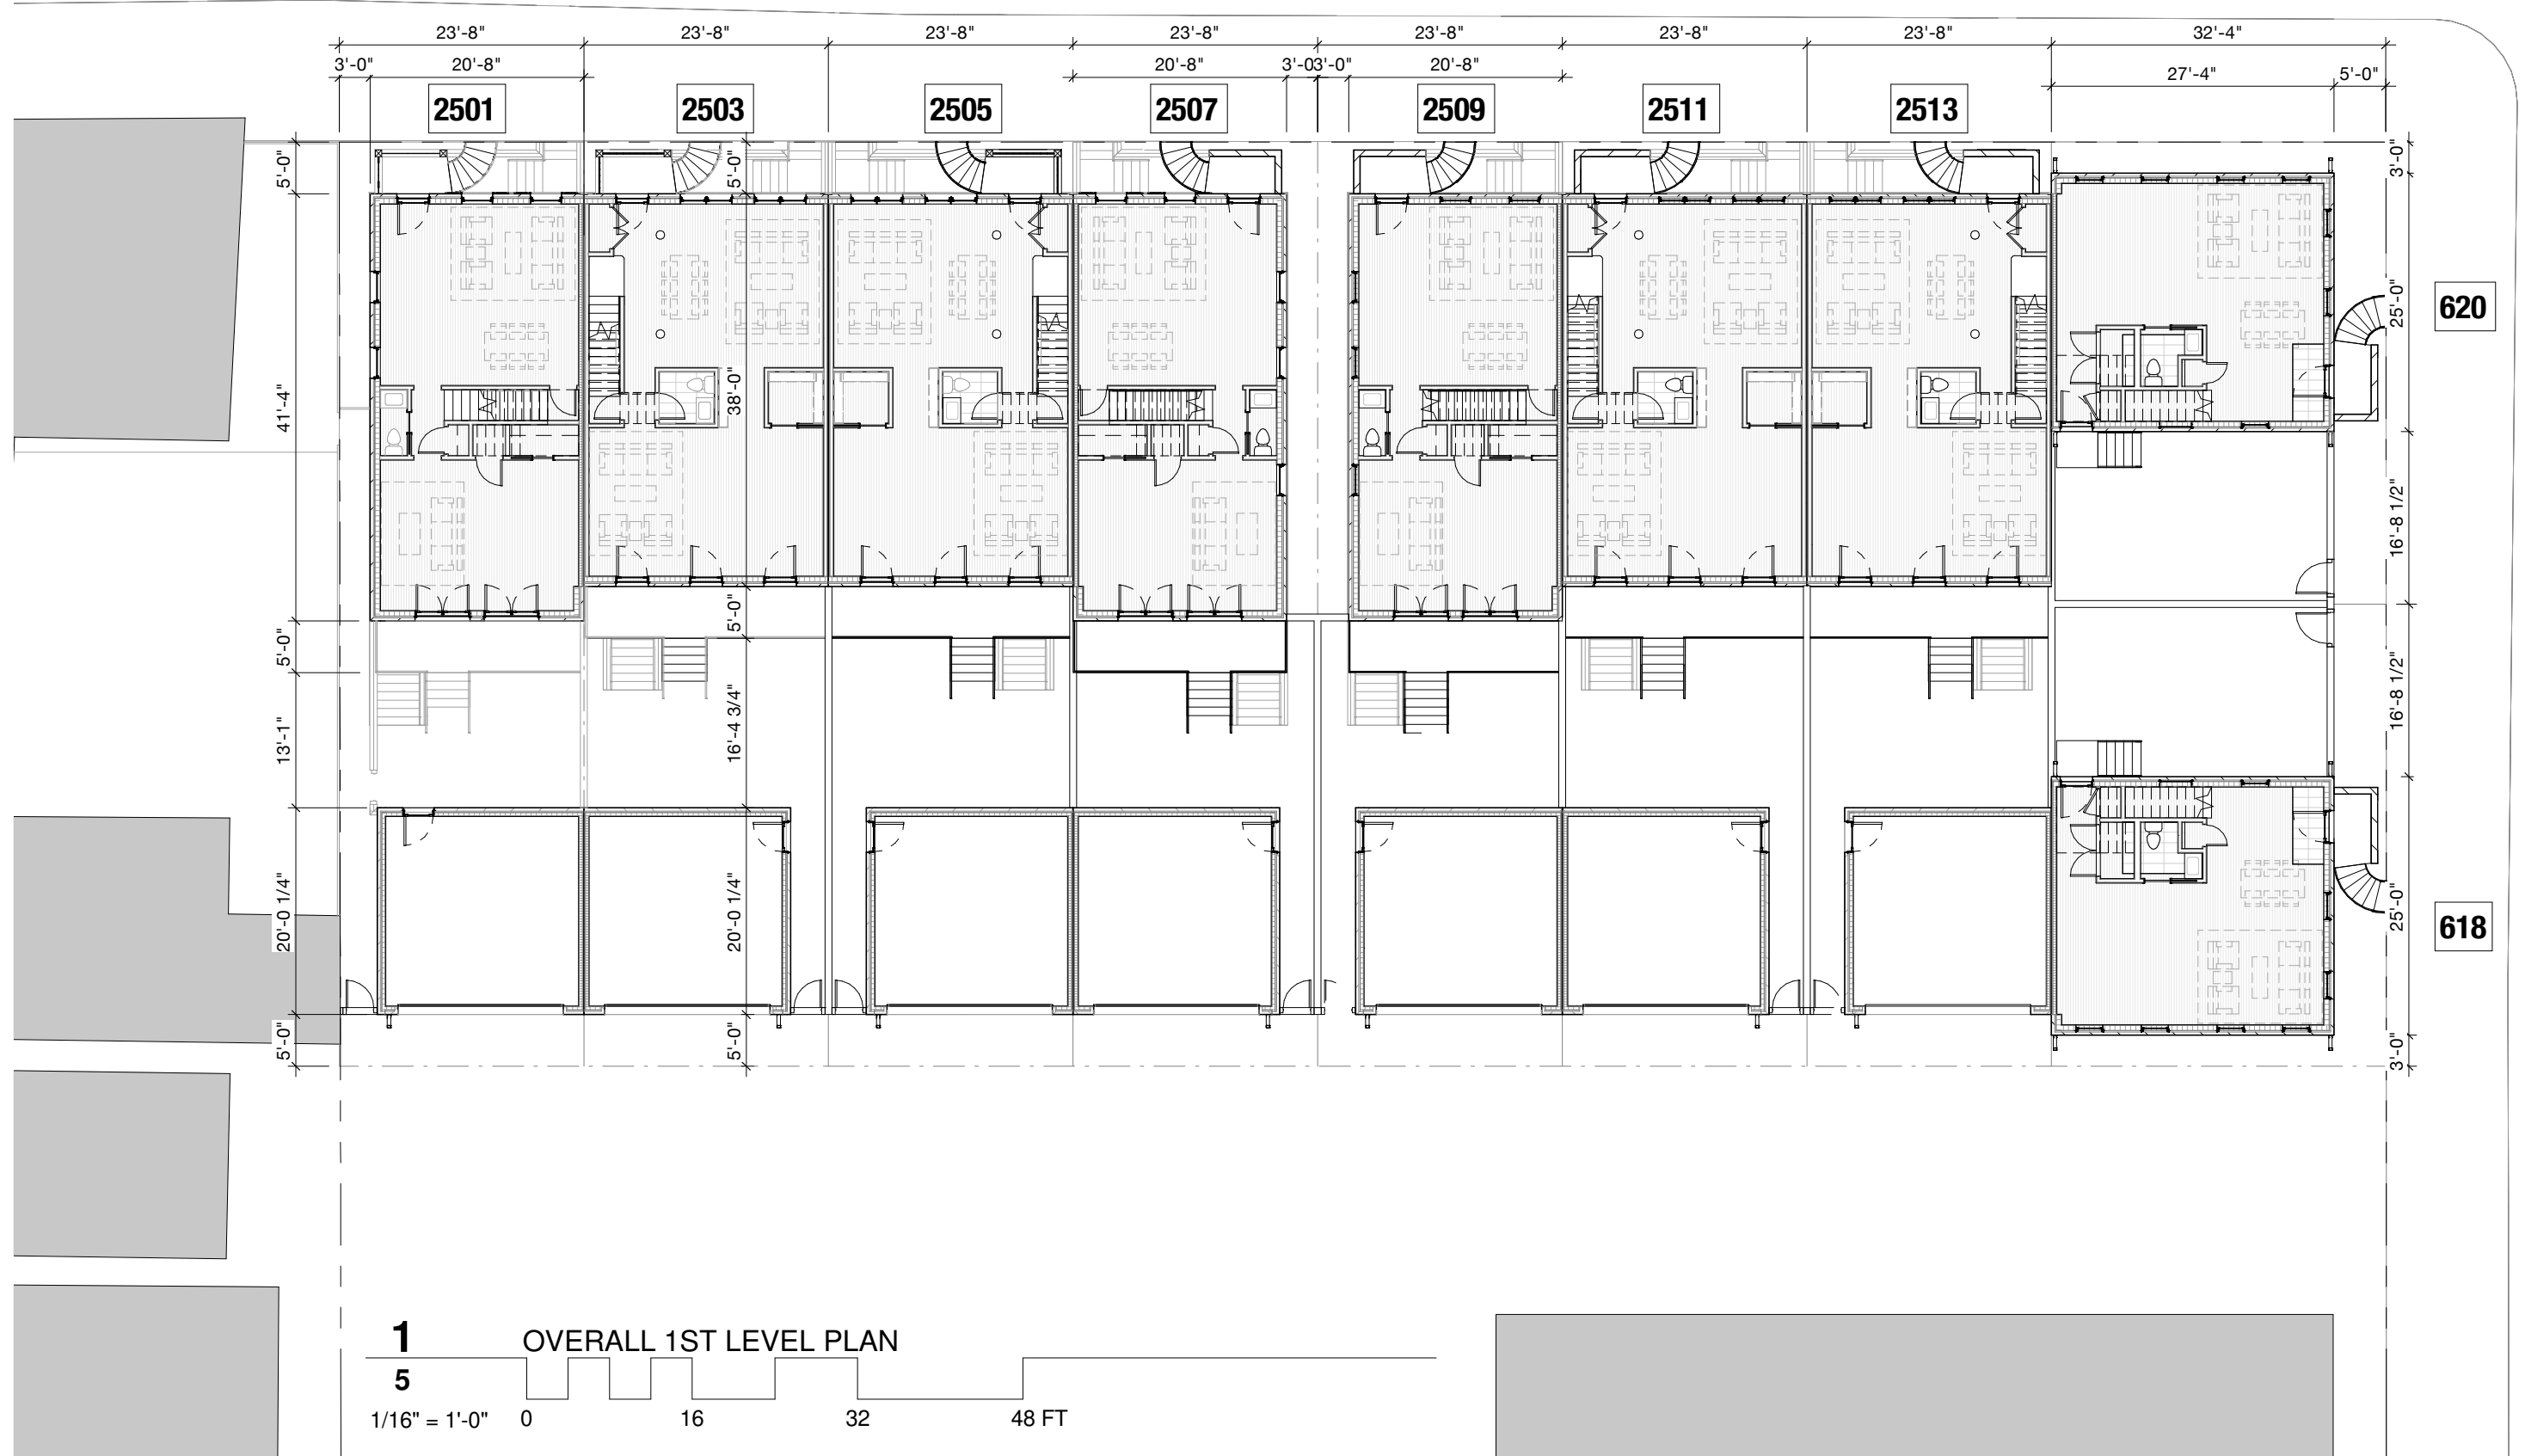 23'-8" 23'-8" 23'-8" 23'-8" 23'-8" 23'-8" 23'-8" 32'-4"
3'-0" 20'-8" 20'-8" 3'-0 3'-0" 20'-8" 27'-4" 5'-0"
2501 2503 2505 2507 2509 2511 2513
5'-0" 5'-0" 3'-0"
25'-0" 620
41'-4" 38'-0"
16'-8 1/2"
5'-0" 5'-0"
13'-1" 16'-4 3/4" 16'-8 1/2"
20'-0 1/4" 20'-0 1/4" 25'-0" 618
5'-0" 5'-0" 3'-0"
1 OVERALL 1ST LEVEL PLAN
5
1/16" = 1'-0" 0 16 32 48 FT